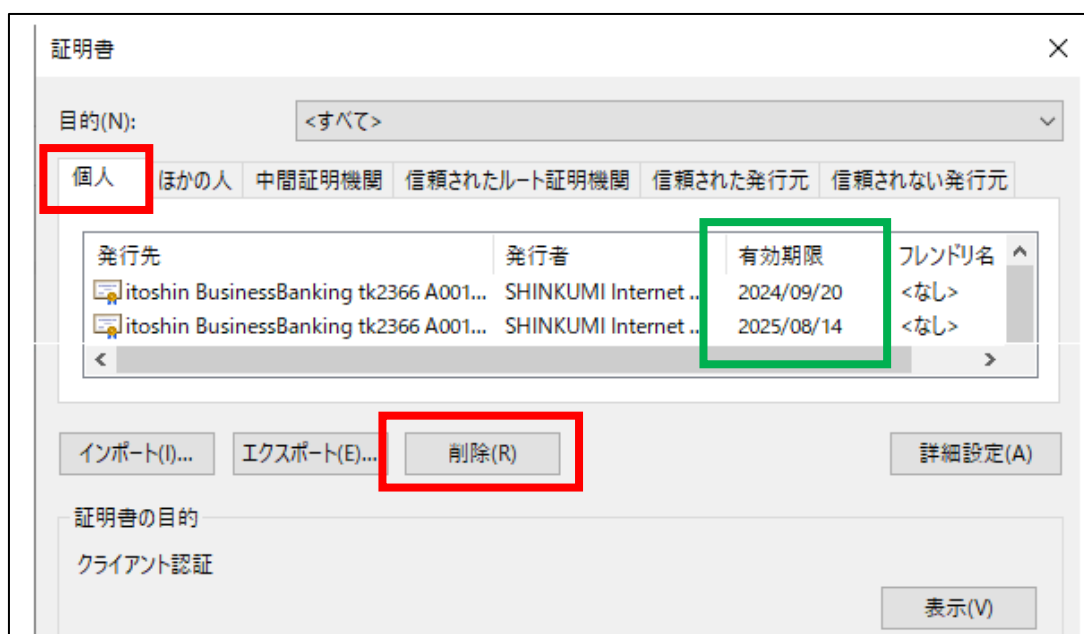 証明書
目的(N): <すべて>
個人 ほかの人 中間証明機関 信頼されたルート証明機関 信頼された発行元 信頼されない発行元
発行先 発行者 有効期限 フレンドリ名
itoshin BusinessBanking tk2366 A001... SHINKUMI Internet ... 2024/09/20 <なし>
itoshin BusinessBanking tk2366 A001... SHINKUMI Internet ... 2025/08/14 <なし>
インポート(I)... エクスポート(E)... 削除(R) 詳細設定(A)
証明書の目的
クライアント認証
表示(V)